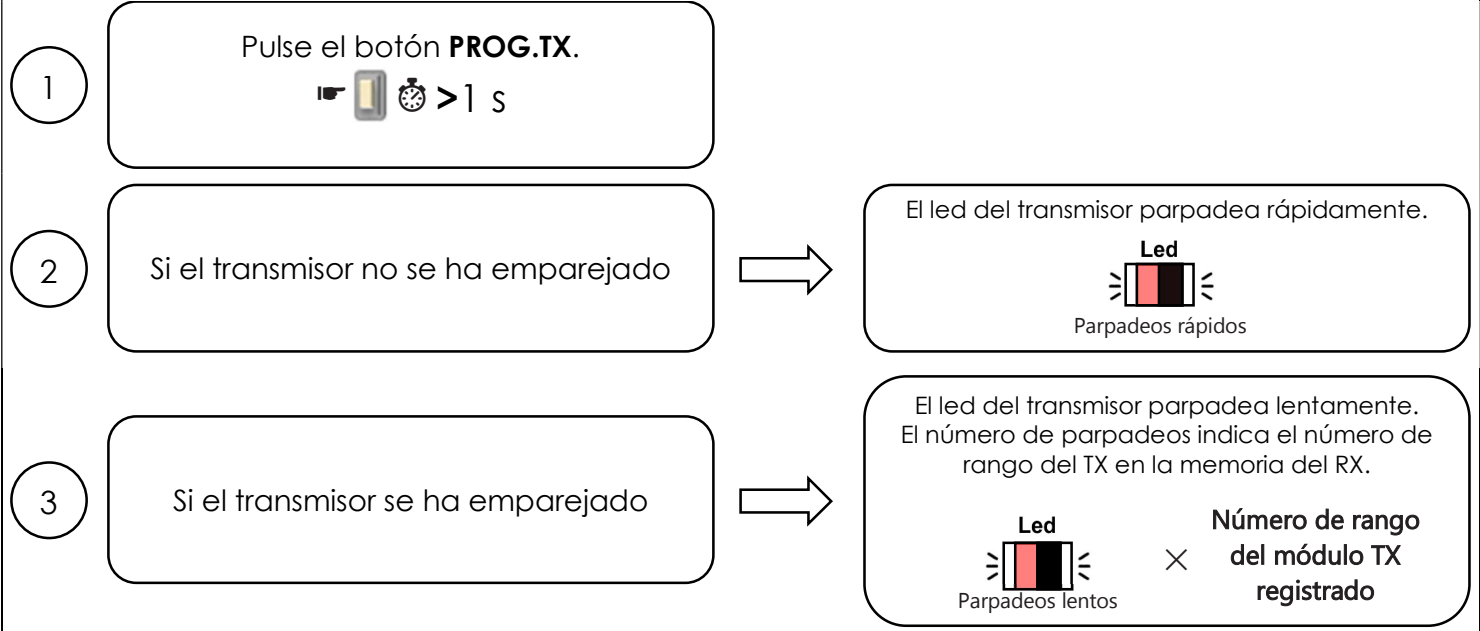 1
Pulse el botón PROG.TX.
☛ ⏱ >1 s
2
Si el transmisor no se ha emparejado
El led del transmisor parpadea rápidamente.
Led
Parpadeos rápidos
3
Si el transmisor se ha emparejado
El led del transmisor parpadea lentamente.
El número de parpadeos indica el número de
rango del TX en la memoria del RX.
Led
Parpadeos lentos
×
Número de rango
del módulo TX
registrado